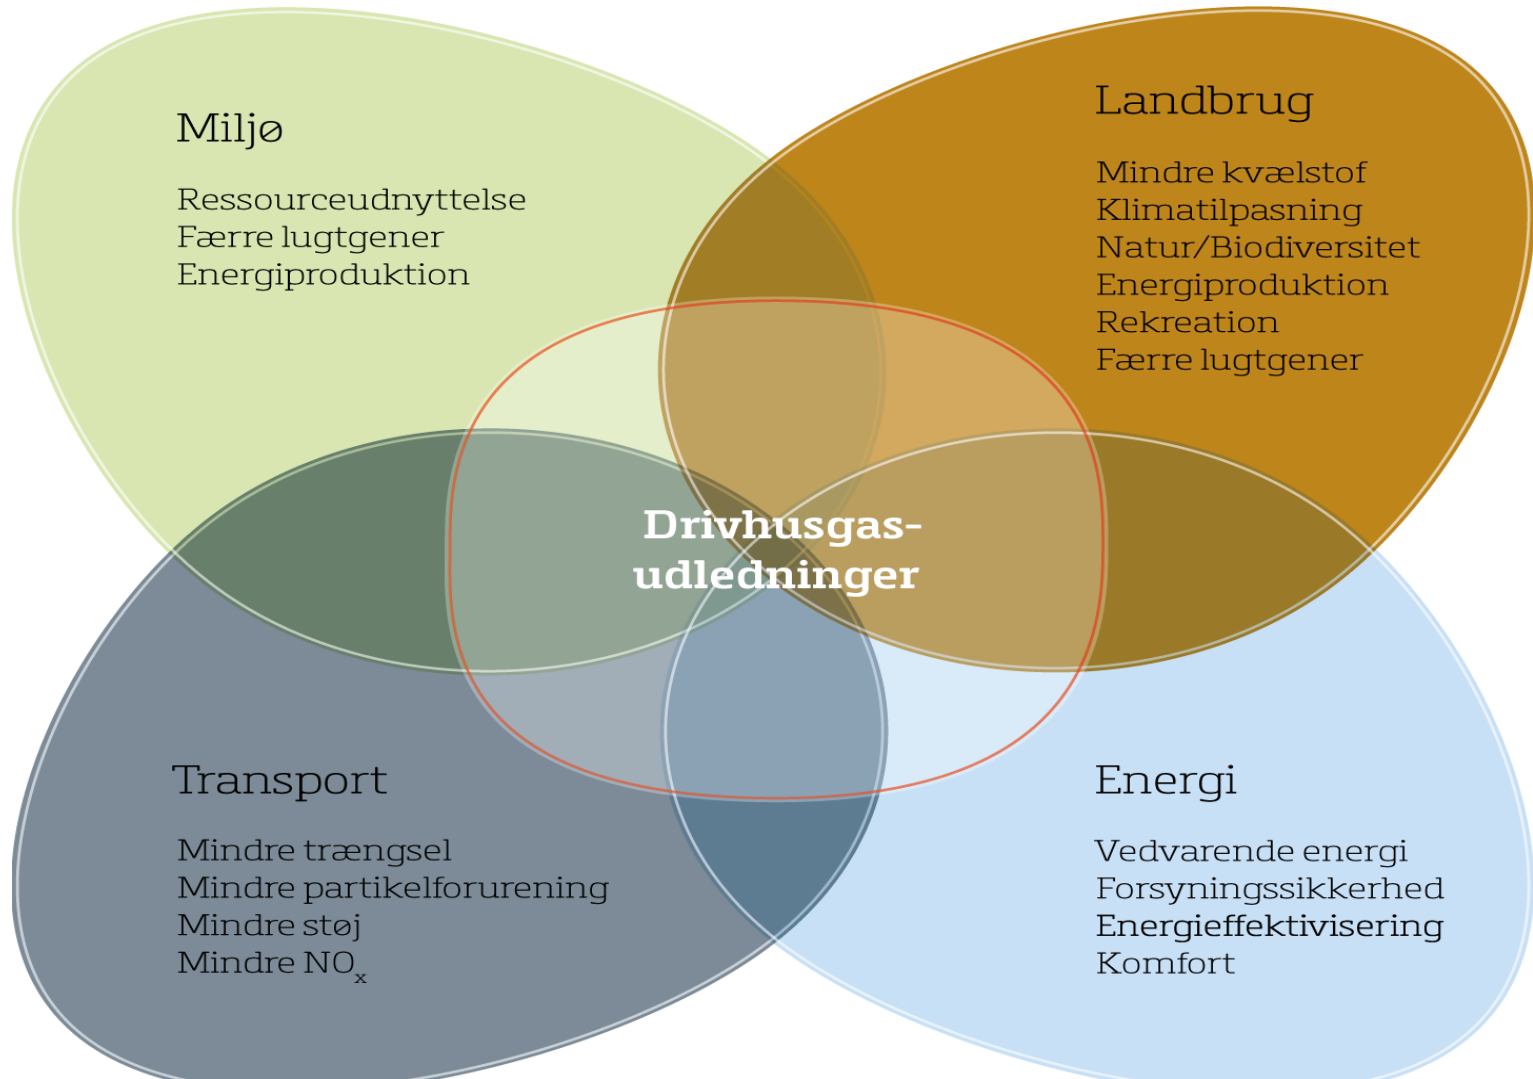 Miljø
Ressourceudnyttelse
Færre lugtgener
Energiproduktion
Landbrug
Mindre kvælstof
Klimatilpasning
Natur/Biodiversitet
Energiproduktion
Rekreation
Færre lugtgener
Drivhusgas-
udledninger
Transport
Mindre trængsel
Mindre partikelforurening
Mindre støj
Mindre NOₓ
Energi
Vedvarende energi
Forsyningssikkerhed
Energieffektivisering
Komfort